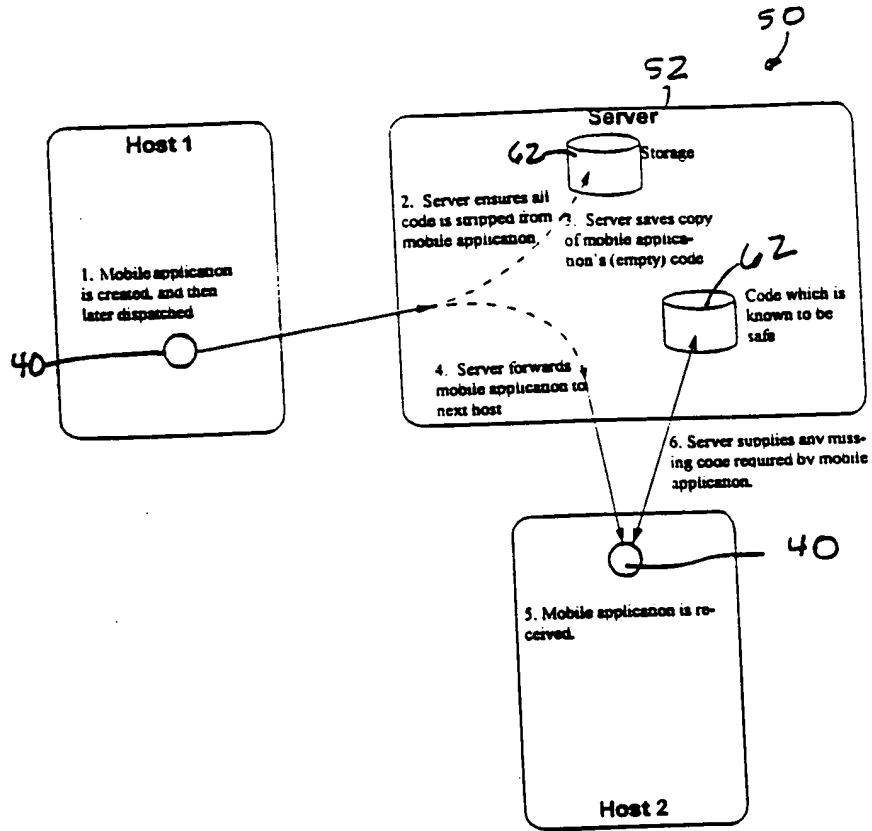 50
52
Server
Host 1
62
Storage
2. Server ensures all
code is stripped from
mobile application
3. Server saves copy
of mobile applica-
tion's (empty) code
62
1. Mobile application
is created, and then
later dispatched
Code which is
known to be
safe
40
4. Server forwards
mobile application to
next host
6. Server supplies any miss-
ing code required by mobile
application.
40
5. Mobile application is re-
ceived.
Host 2